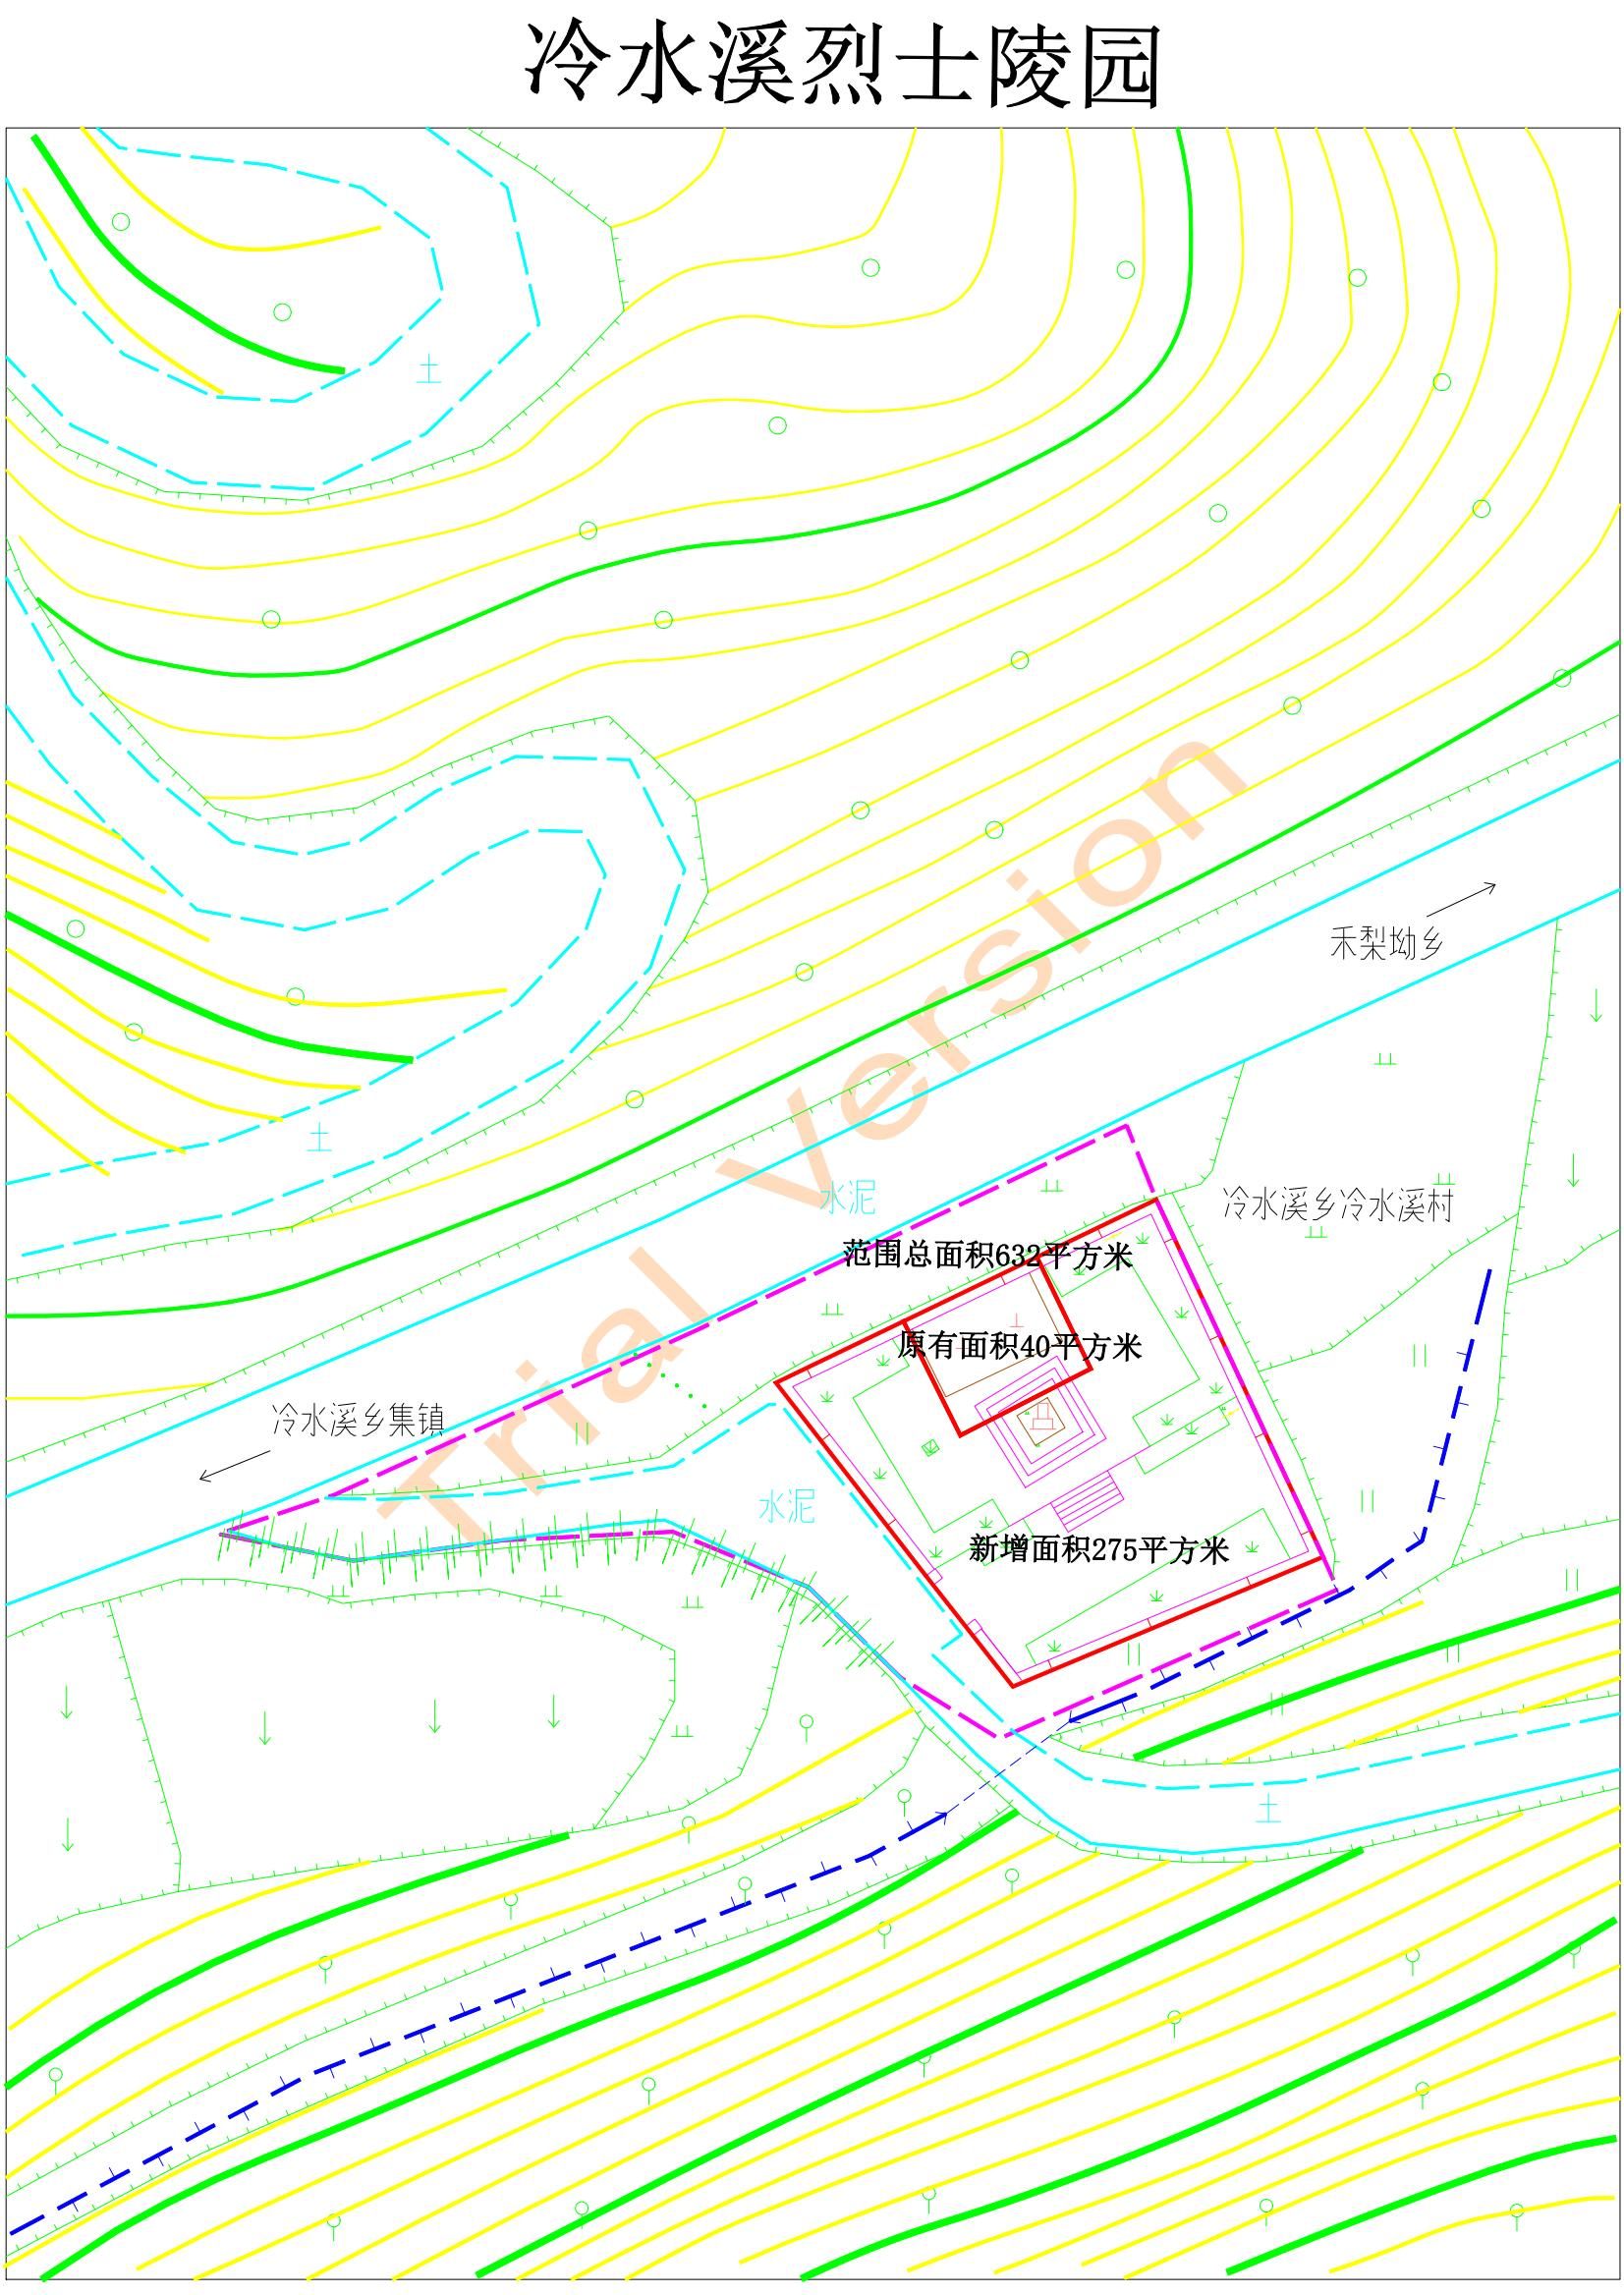 冷水溪烈士陵园
土
禾梨坳乡
土
水泥
冷水溪乡冷水溪村
范围总面积632平方米
原有面积40平方米
冷水溪乡集镇
水泥
新增面积275平方米
土
Trial Version